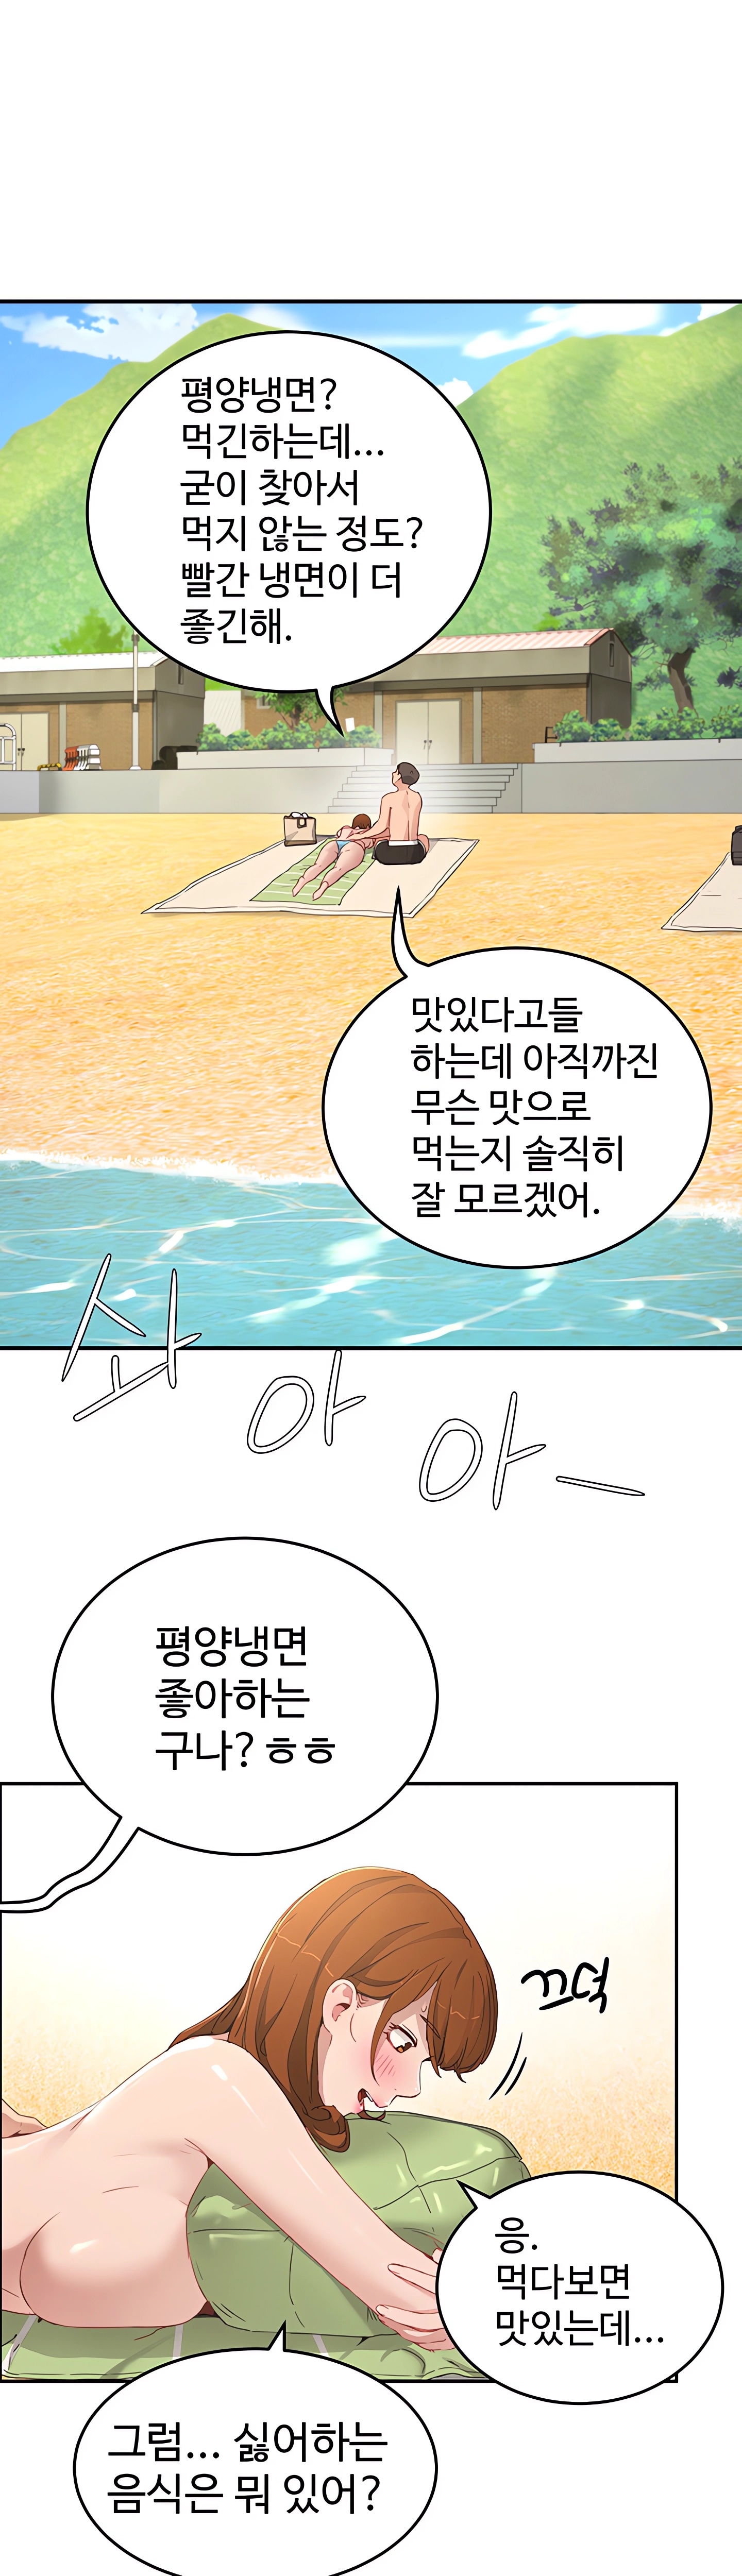 평양냉면?
먹긴하는데...
굳이 찾아서
먹지 않는 정도?
빨간 냉면이 더
좋긴해.
맛있다고들
하는데 아직까진
무슨 맛으로
먹는지 솔직히
잘 모르겠어.
솨아아-
평양냉면
좋아하는
구나? ㅎㅎ
끄덕
응.
먹다보면
맛있는데...
그럼... 싫어하는
음식은 뭐 있어?